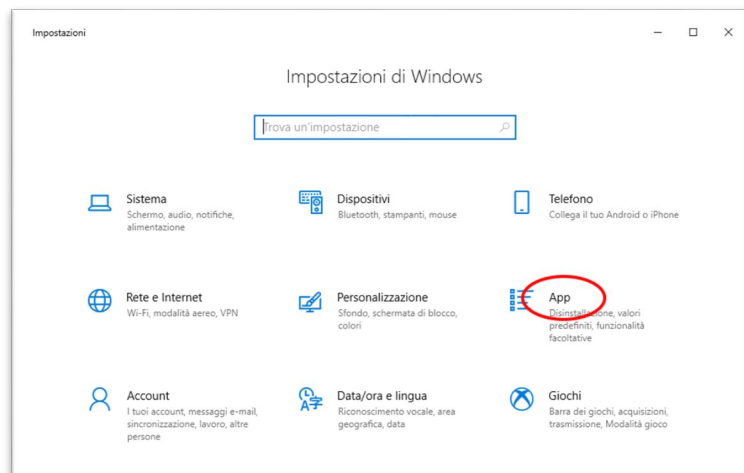 Impostazioni
Impostazioni di Windows
Trova un'impostazione
Sistema
Schermo, audio, notifiche,
alimentazione
Dispositivi
Bluetooth, stampanti, mouse
Telefono
Collega il tuo Android o iPhone
Rete e Internet
Wi-Fi, modalità aereo, VPN
Personalizzazione
Sfondo, schermata di blocco,
colori
App
Disinstallazione, valori
predefiniti, funzionalità
facoltative
Account
I tuoi account, messaggi e-mail,
sincronizzazione, lavoro, altre
persone
Data/ora e lingua
Riconoscimento vocale, area
geografica, data
Giochi
Barra dei giochi, acquisizioni,
trasmissione, Modalità gioco